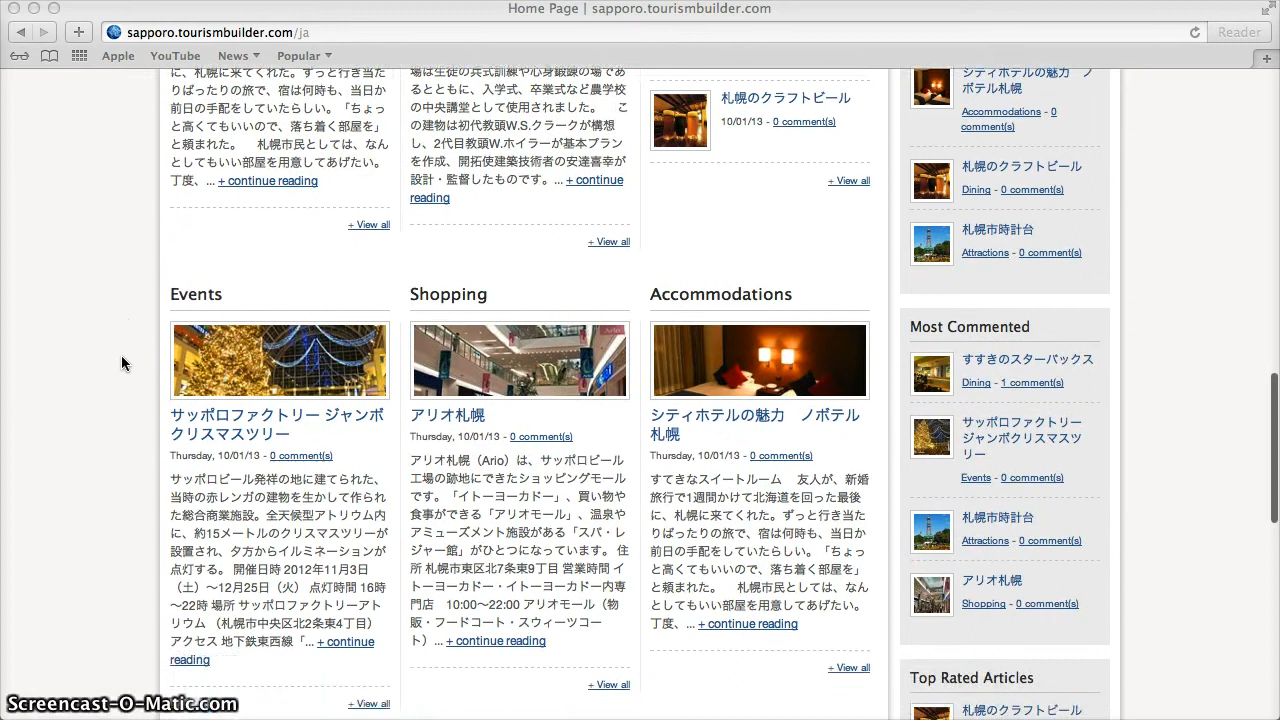 Home Page | sapporo.tourismbuilder.com
sapporo.tourismbuilder.com/ja
Reader
Apple YouTube News Popular
に、札幌に来てくれた。ずっと行き当た
りばったりの旅で、宿は何時も、当日か
前日の手配をしていたらしい。「ちょっ
と高くてもいいので、落ち着く部屋を」
と頼まれた。 札幌市民としては、なん
としてもいい部屋を用意してあげたい。
丁度、... + continue reading
+ View all
場は生徒の兵式訓練や心身鍛錬の場であ
るとともに、入学式、卒業式など農学校
の中央講堂として使用されました。 こ
の建物は初代教頭W.S.クラークが構想
し、2代目教頭W.ホイラーが基本プラン
を作成、開拓使建築技術者の安達喜幸が
設計・監督したものです。... + continue
reading
+ View all
札幌のクラフトビール
10/01/13 - 0 comment(s)
+ View all
シティホテルの魅力 ノ
ボテル札幌
Accommodations - 0
comment(s)
札幌のクラフトビール
Dining - 0 comment(s)
札幌市時計台
Attractions - 0 comment(s)
Events
サッポロファクトリー ジャンボ
クリスマスツリー
Thursday, 10/01/13 - 0 comment(s)
サッポロビール発祥の地に建てられた、
当時の赤レンガの建物を生かして作られ
た総合商業施設。全天候型アトリウム内
に、約15メートルのクリスマスツリーが
設置され、夕方からイルミネーションが
点灯する。 開催日時 2012年11月3日
（土）～12月25日（火） 点灯時間 16時
～22時 場所 サッポロファクトリーアト
リウム （札幌市中央区北2条東4丁目）
アクセス 地下鉄東西線「... + continue
reading
+ View all
Shopping
Ario
アリオ札幌
Thursday, 10/01/13 - 0 comment(s)
アリオ札幌（Ario）は、サッポロビール
工場の跡地にできたショッピングモール
です。「イトーヨーカドー」、買い物や
食事ができる「アリオモール」、温泉や
アミューズメント施設がある「スパ・レ
ジャー館」がひとつになっています。 住
所 札幌市東区北7条東9丁目 営業時間 イ
トーヨーカドー・イトーヨーカドー内専
門店 10:00～22:00 アリオモール（物
販・フードコート・スウィーツコー
ト）... + continue reading
+ View all
Accommodations
シティホテルの魅力 ノボテル
札幌
Thursday, 10/01/13 - 0 comment(s)
すてきなスイートルーム 友人が、新婚
旅行で1週間かけて北海道を回った最後
に、札幌に来てくれた。ずっと行き当た
りばったりの旅で、宿は何時も、当日か
前日の手配をしていたらしい。「ちょっ
と高くてもいいので、落ち着く部屋を」
と頼まれた。 札幌市民としては、なん
としてもいい部屋を用意してあげたい。
丁度、... + continue reading
+ View all
Most Commented
すすきのスターバックス
Dining - 1 comment(s)
サッポロファクトリー
ジャンボクリスマスツ
リー
Events - 0 comment(s)
札幌市時計台
Attractions - 0 comment(s)
アリオ札幌
Shopping - 0 comment(s)
Top Rated Articles
札幌のクラフトビール
Screencast-O-Matic.com